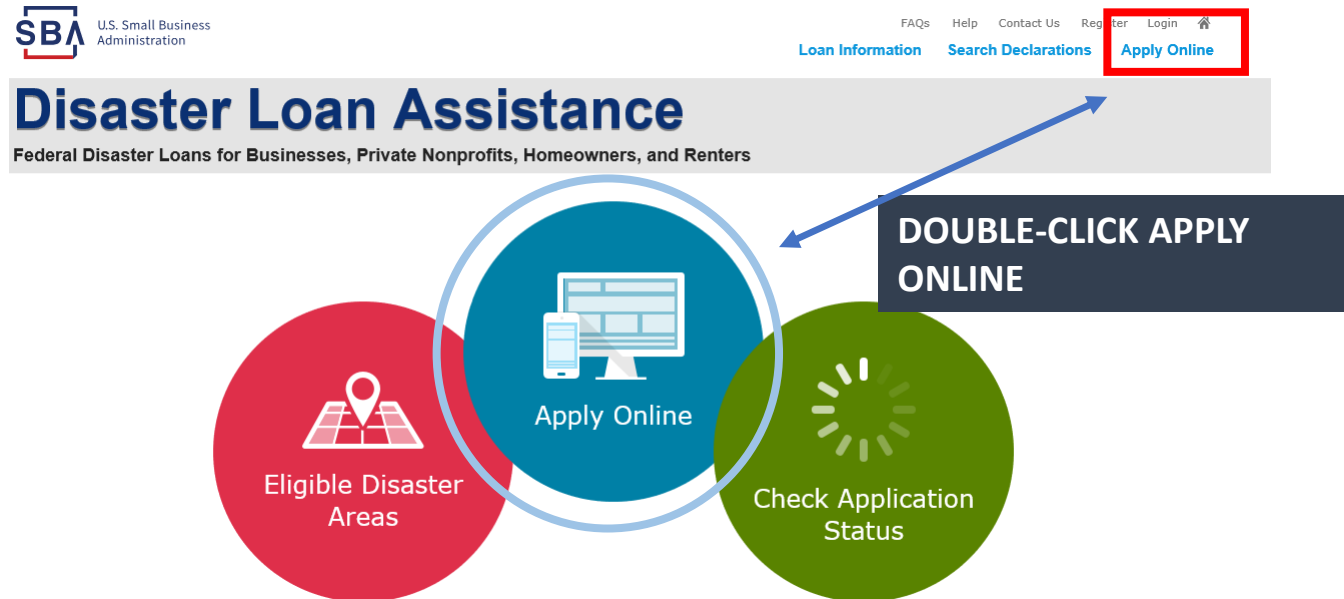 SBA
U.S. Small Business
Administration
FAQs Help Contact Us Register Login
Loan Information Search Declarations Apply Online
Disaster Loan Assistance
Federal Disaster Loans for Businesses, Private Nonprofits, Homeowners, and Renters
DOUBLE-CLICK APPLY
ONLINE
Apply Online
Eligible Disaster
Areas
Check Application
Status